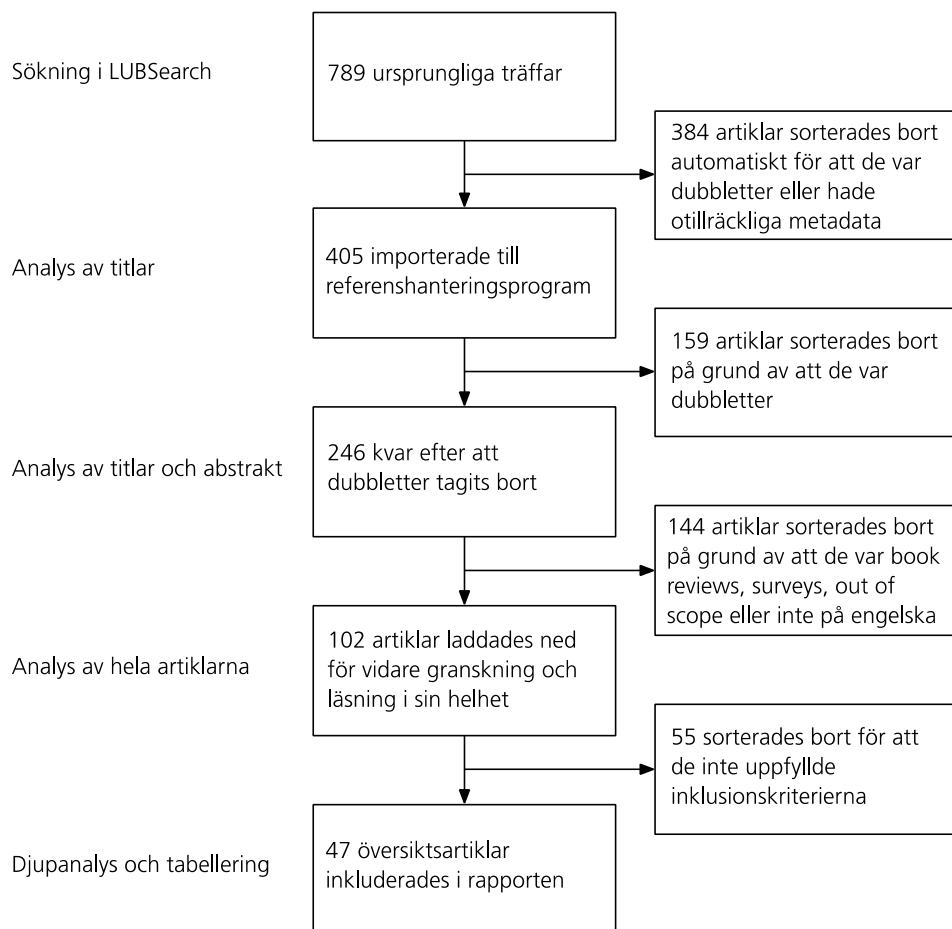 Sökning i LUBSearch
789 ursprungliga träffar
384 artiklar sorterades bort
automatiskt för att de var
dubbletter eller hade
otillräckliga metadata
Analys av titlar
405 importerade till
referenshanteringsprogram
159 artiklar sorterades bort
på grund av att de var
dubbletter
Analys av titlar och abstrakt
246 kvar efter att
dubbletter tagits bort
144 artiklar sorterades bort
på grund av att de var book
reviews, surveys, out of
scope eller inte på engelska
Analys av hela artiklarna
102 artiklar laddades ned
för vidare granskning och
läsning i sin helhet
55 sorterades bort för att
de inte uppfyllde
inklusionskriterierna
Djupanalys och tabellering
47 översiktsartiklar
inkluderades i rapporten